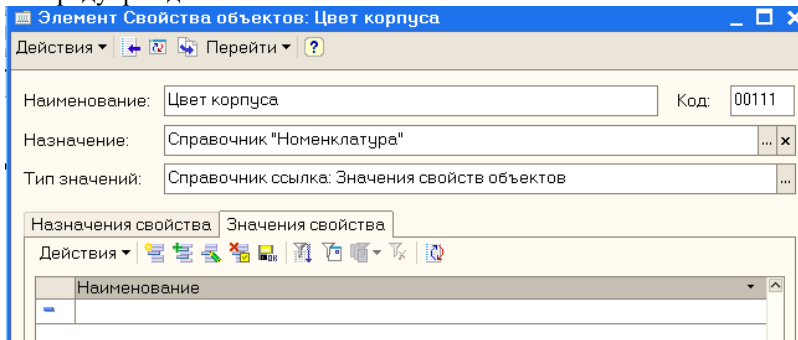 Элемент Свойства объектов: Цвет корпуса
Действия Перейти
Наименование: Цвет корпуса Код: 00111
Назначение: Справочник "Номенклатура" ... x
Тип значений: Справочник ссылка: Значения свойств объектов ...
Назначения свойства Значения свойства
Действия
Наименование